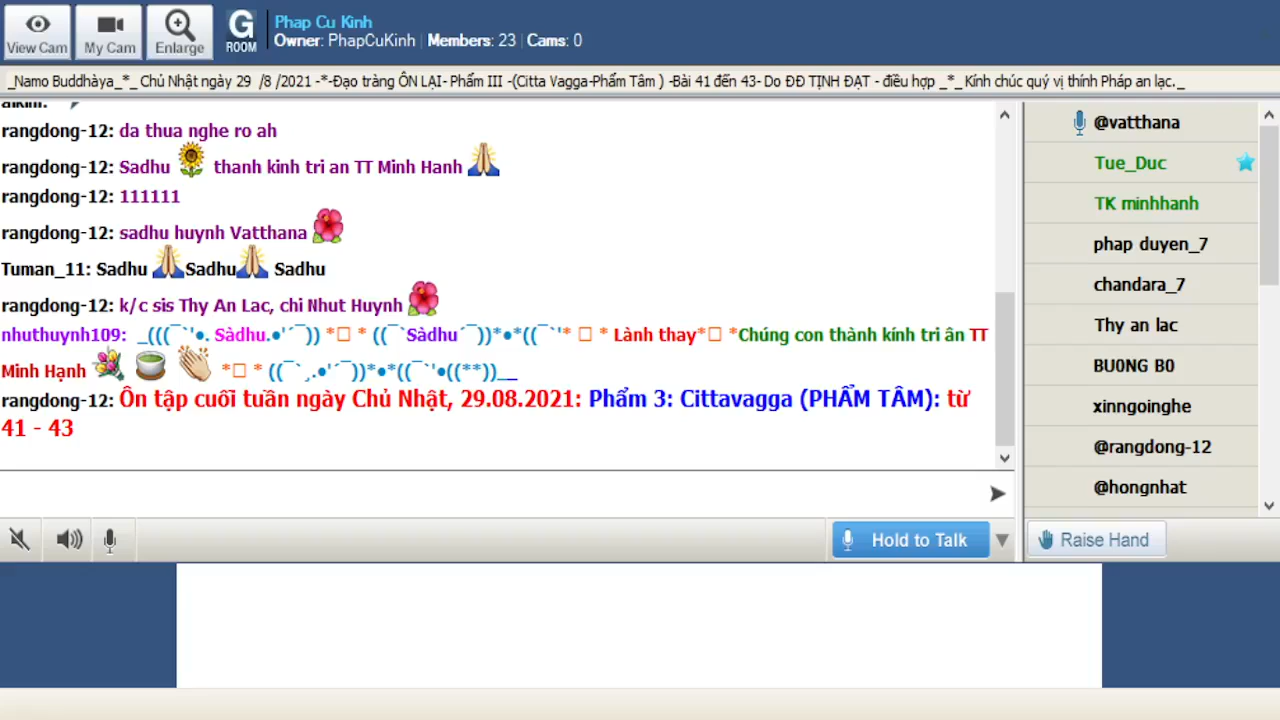 View Cam
My Cam
Enlarge
G
ROOM
Phap Cu Kinh
Owner: PhapCuKinh | Members: 23 | Cams: 0
_Namo Buddhàya_*_ Chủ Nhật ngày 29 /8 /2021 -*-Đạo tràng ÔN LẠI- Phẩm III -(Citta Vagga-Phẩm Tâm ) -Bài 41 đến 43- Do ĐĐ TỊNH ĐẠT - điều hợp _*_ Kính chúc quý vị thính Pháp an lạc._
rangdong-12: da thua nghe ro ah
rangdong-12: Sadhu thanh kinh tri an TT Minh Hanh
rangdong-12: 111111
rangdong-12: sadhu huynh Vatthana
Tuman_11: Sadhu Sadhu Sadhu
rangdong-12: k/c sis Thy An Lac, chi Nhut Huynh
nhuthuynh109: _(((¯`'•. Sàdhu.•'´¯)) *□ * ((¯`Sàdhu´¯))*•*((¯`'* □ * Lành thay*□ *Chúng con thành kính tri ân TT
Minh Hạnh *□ * ((¯`¸.•'´¯))*•*((¯`'•((**))__
rangdong-12: Ôn tập cuối tuần ngày Chủ Nhật, 29.08.2021: Phẩm 3: Cittavagga (PHẨM TÂM): từ
41 - 43
@vatthana
Tue_Duc
TK minhhanh
phap duyen_7
chandara_7
Thy an lac
BU0NG B0
xinngoinghe
@rangdong-12
@hongnhat
Hold to Talk
Raise Hand